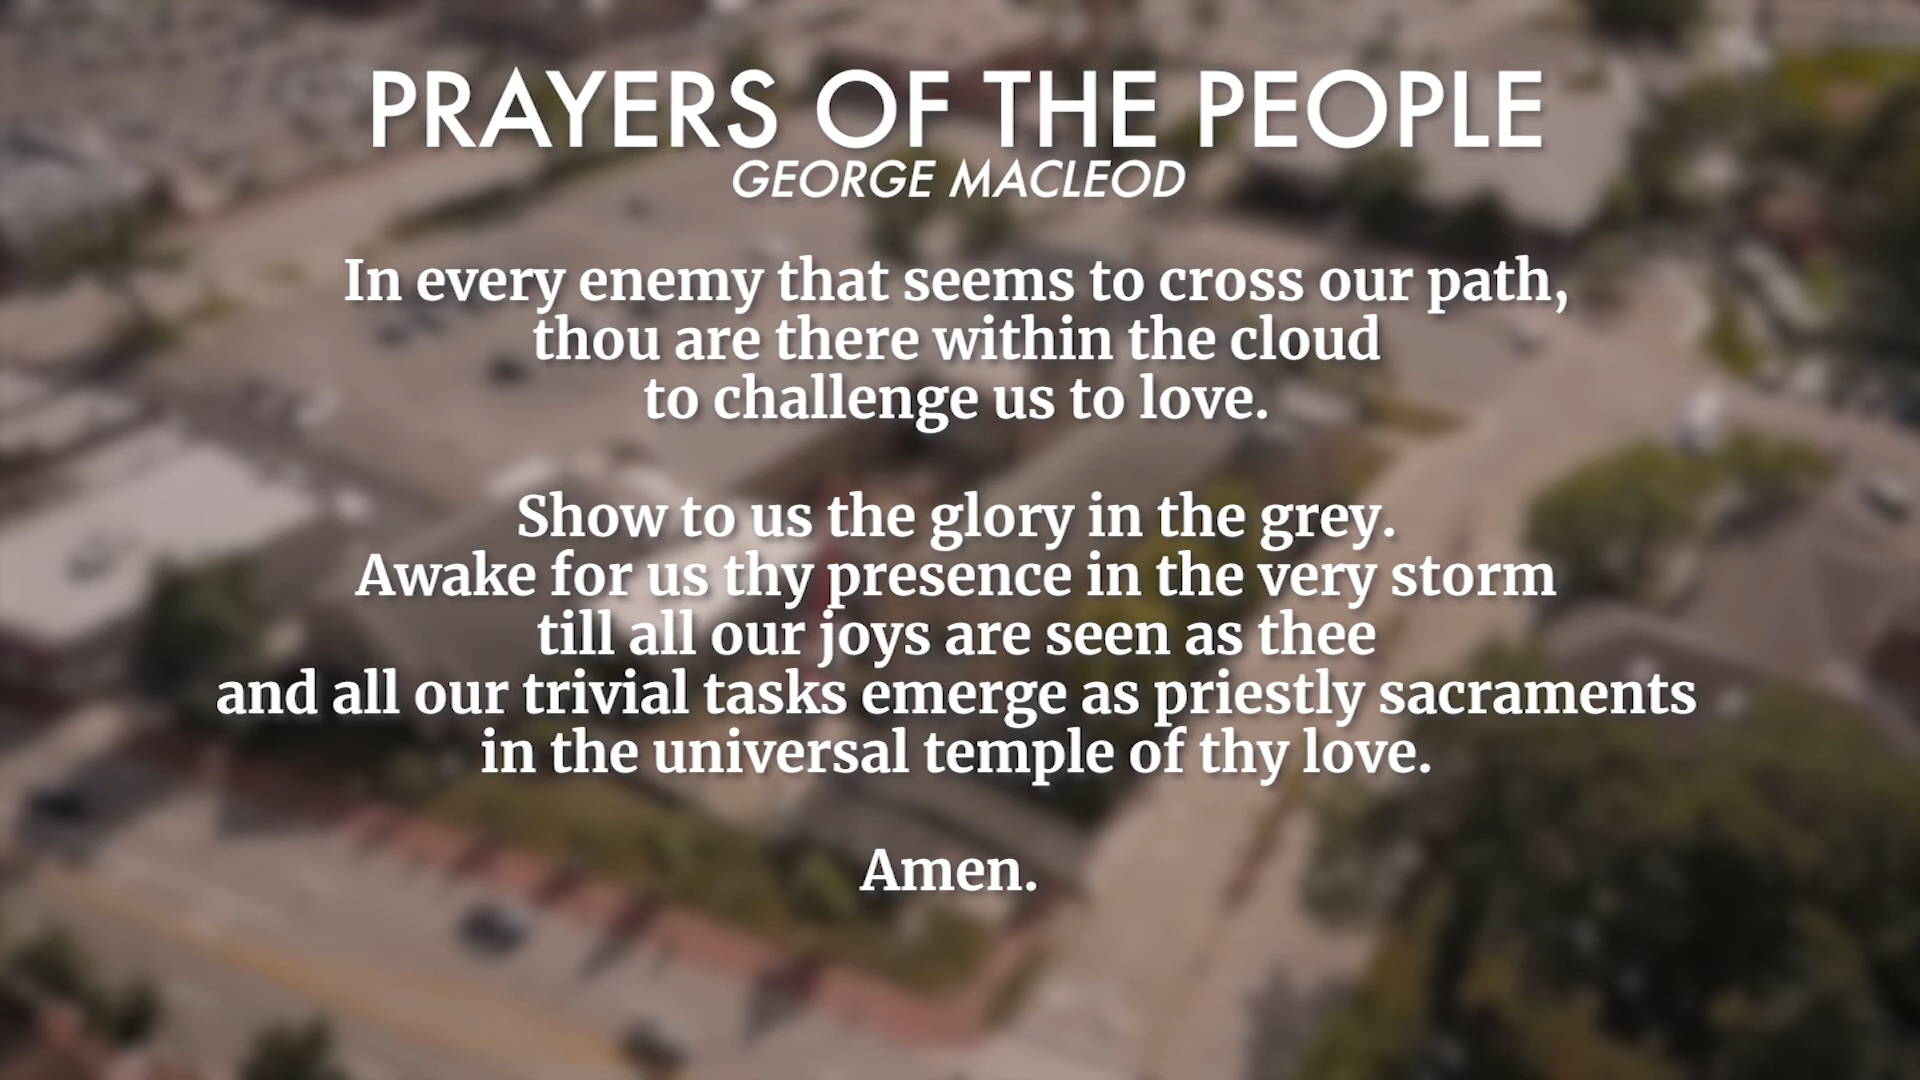 PRAYERS OF THE PEOPLE
GEORGE MACLEOD
In every enemy that seems to cross our path,
thou are there within the cloud
to challenge us to love.
Show to us the glory in the grey.
Awake for us thy presence in the very storm
till all our joys are seen as thee
and all our trivial tasks emerge as priestly sacraments
in the universal temple of thy love.
Amen.